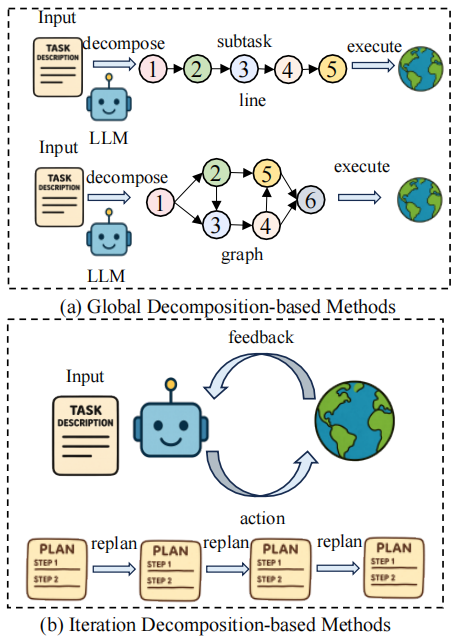 Input
decompose
subtask
execute
TASK
DESCRIPTION
1 2 3 4 5
line
LLM
Input
decompose
execute
TASK
DESCRIPTION
1 2 3 4 5 6
graph
LLM
(a) Global Decomposition-based Methods
feedback
Input
TASK
DESCRIPTION
action
PLAN
STEP 1
STEP 2
replan
PLAN
STEP 1
STEP 2
replan
PLAN
STEP 1
STEP 2
replan
PLAN
STEP 1
STEP 2
(b) Iteration Decomposition-based Methods